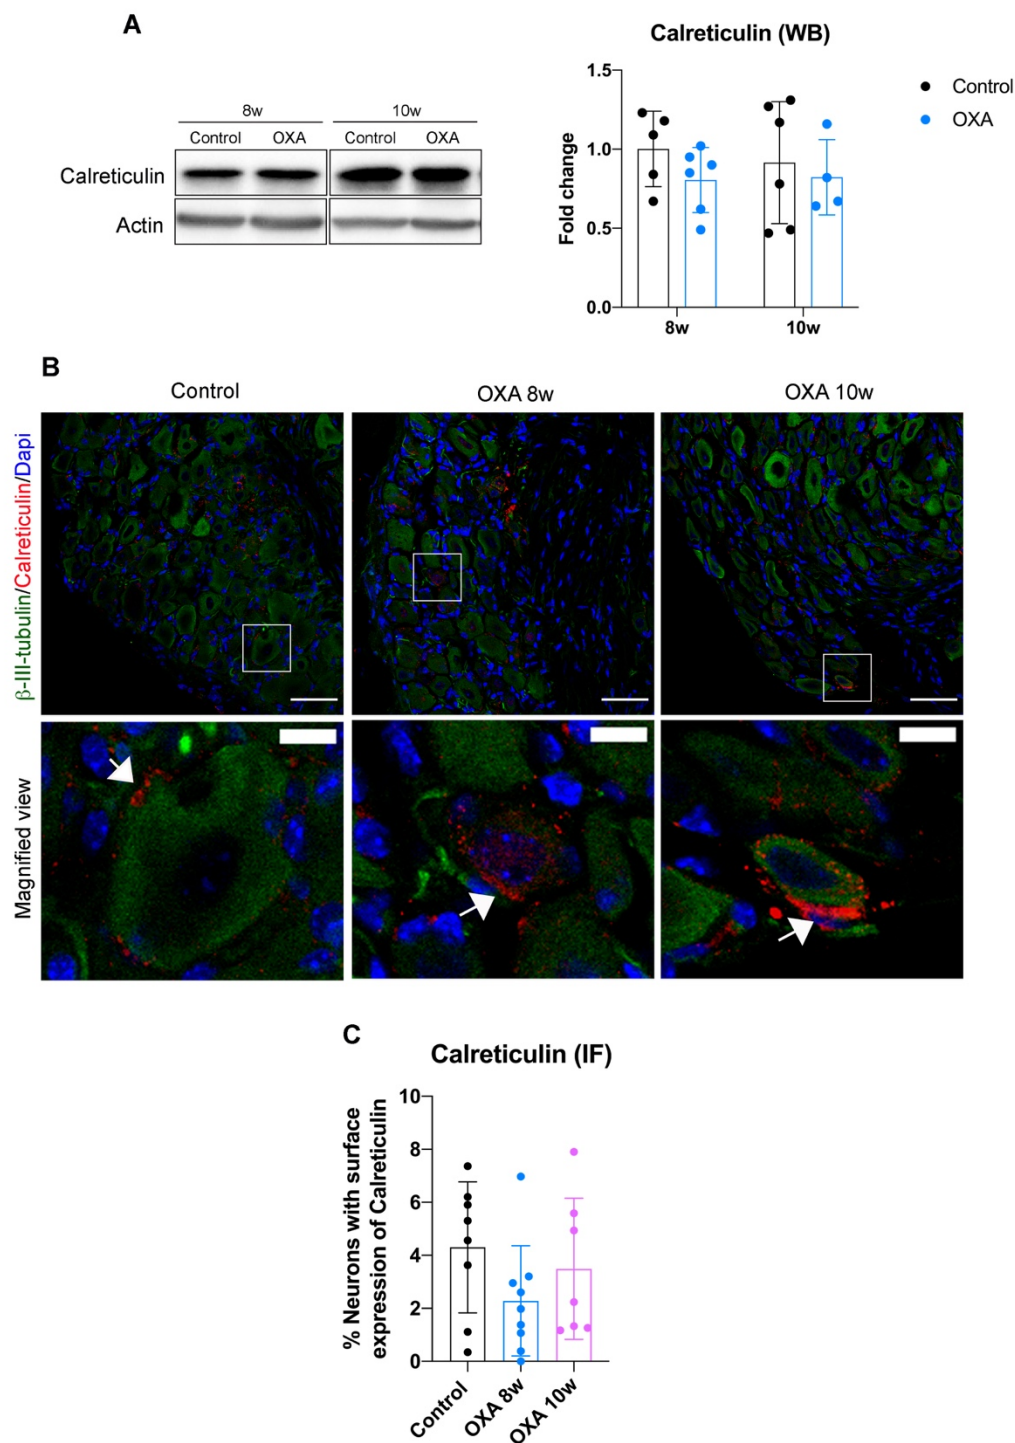 A
8w
10w
Control
OXA
Control
OXA
Calreticulin
Actin
Calreticulin (WB)
Fold change
1.5
1.0
0.5
0.0
8w
10w
Control
OXA
B
Control
OXA 8w
OXA 10w
β-III-tubulin/Calreticulin/Dapi
Magnified view
C
Calreticulin (IF)
% Neurons with surface
expression of Calreticulin
10
8
6
4
2
0
Control
OXA 8w
OXA 10w